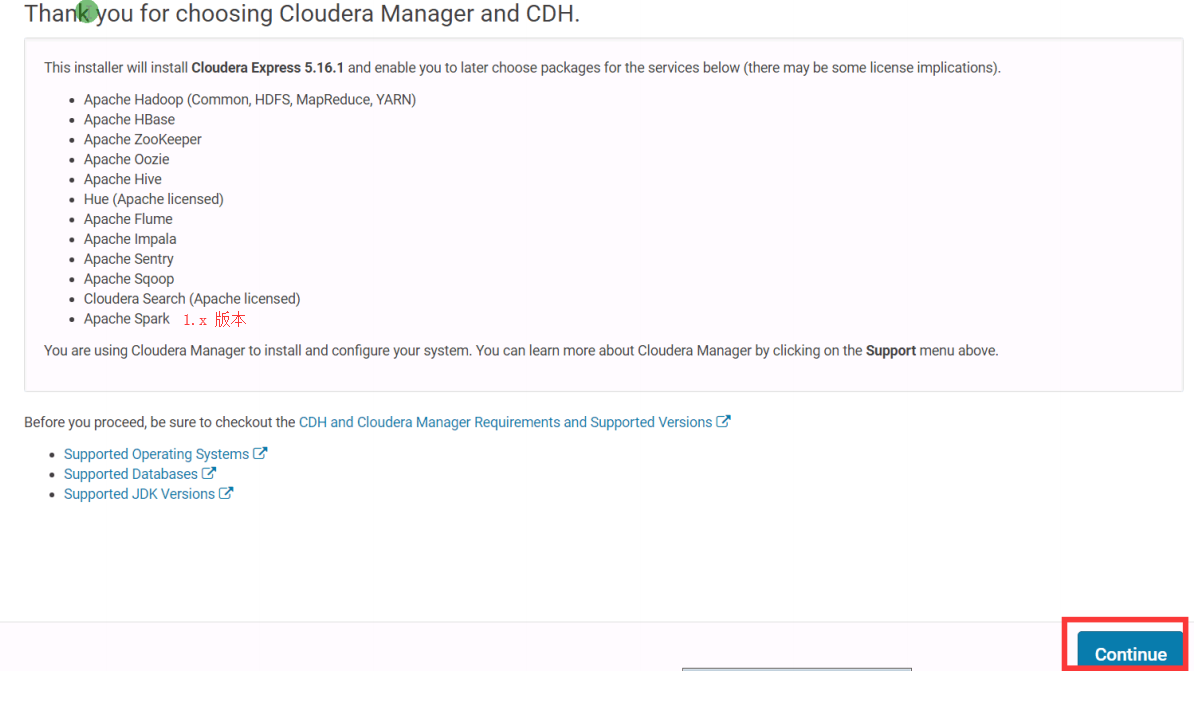 Thank you for choosing Cloudera Manager and CDH.
This installer will install Cloudera Express 5.16.1 and enable you to later choose packages for the services below (there may be some license implications).
Apache Hadoop (Common, HDFS, MapReduce, YARN)
Apache HBase
Apache ZooKeeper
Apache Oozie
Apache Hive
Hue (Apache licensed)
Apache Flume
Apache Impala
Apache Sentry
Apache Sqoop
Cloudera Search (Apache licensed)
Apache Spark 1.x 版本
You are using Cloudera Manager to install and configure your system. You can learn more about Cloudera Manager by clicking on the Support menu above.
Before you proceed, be sure to checkout the CDH and Cloudera Manager Requirements and Supported Versions
Supported Operating Systems
Supported Databases
Supported JDK Versions
Continue